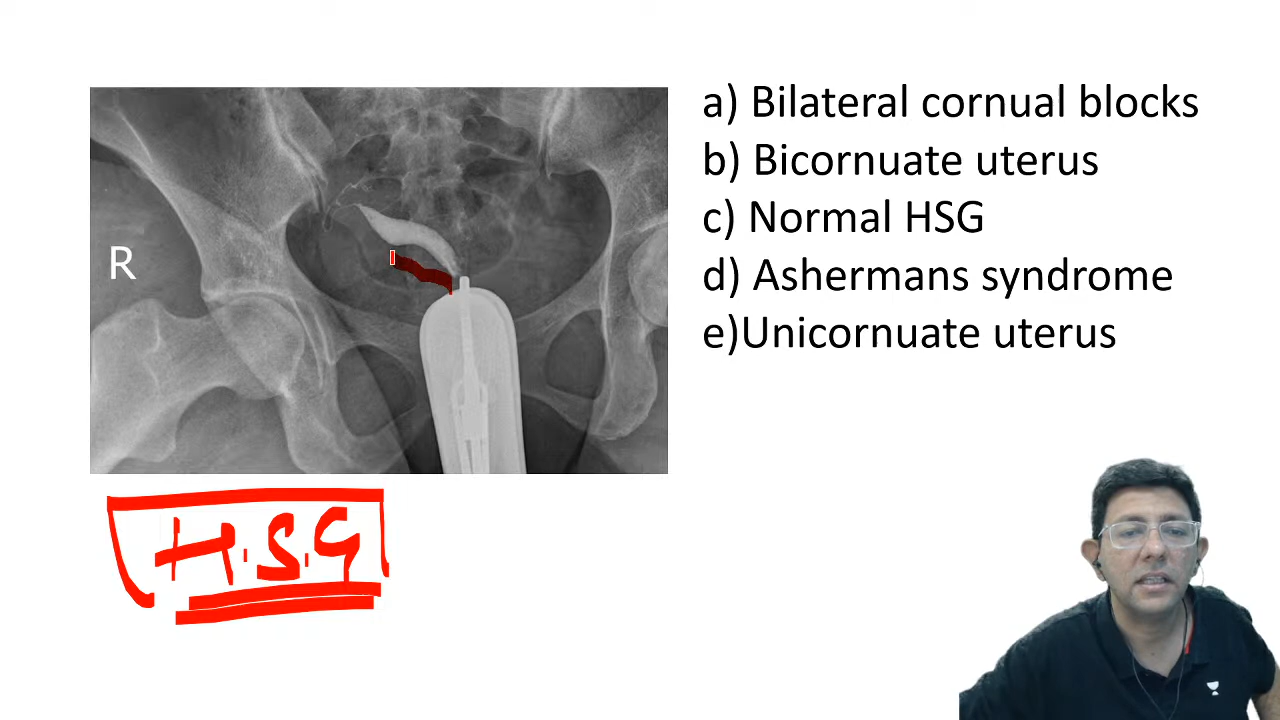 a) Bilateral cornual blocks
b) Bicornuate uterus
c) Normal HSG
d) Ashermans syndrome
e)Unicornuate uterus
R
H.S.G